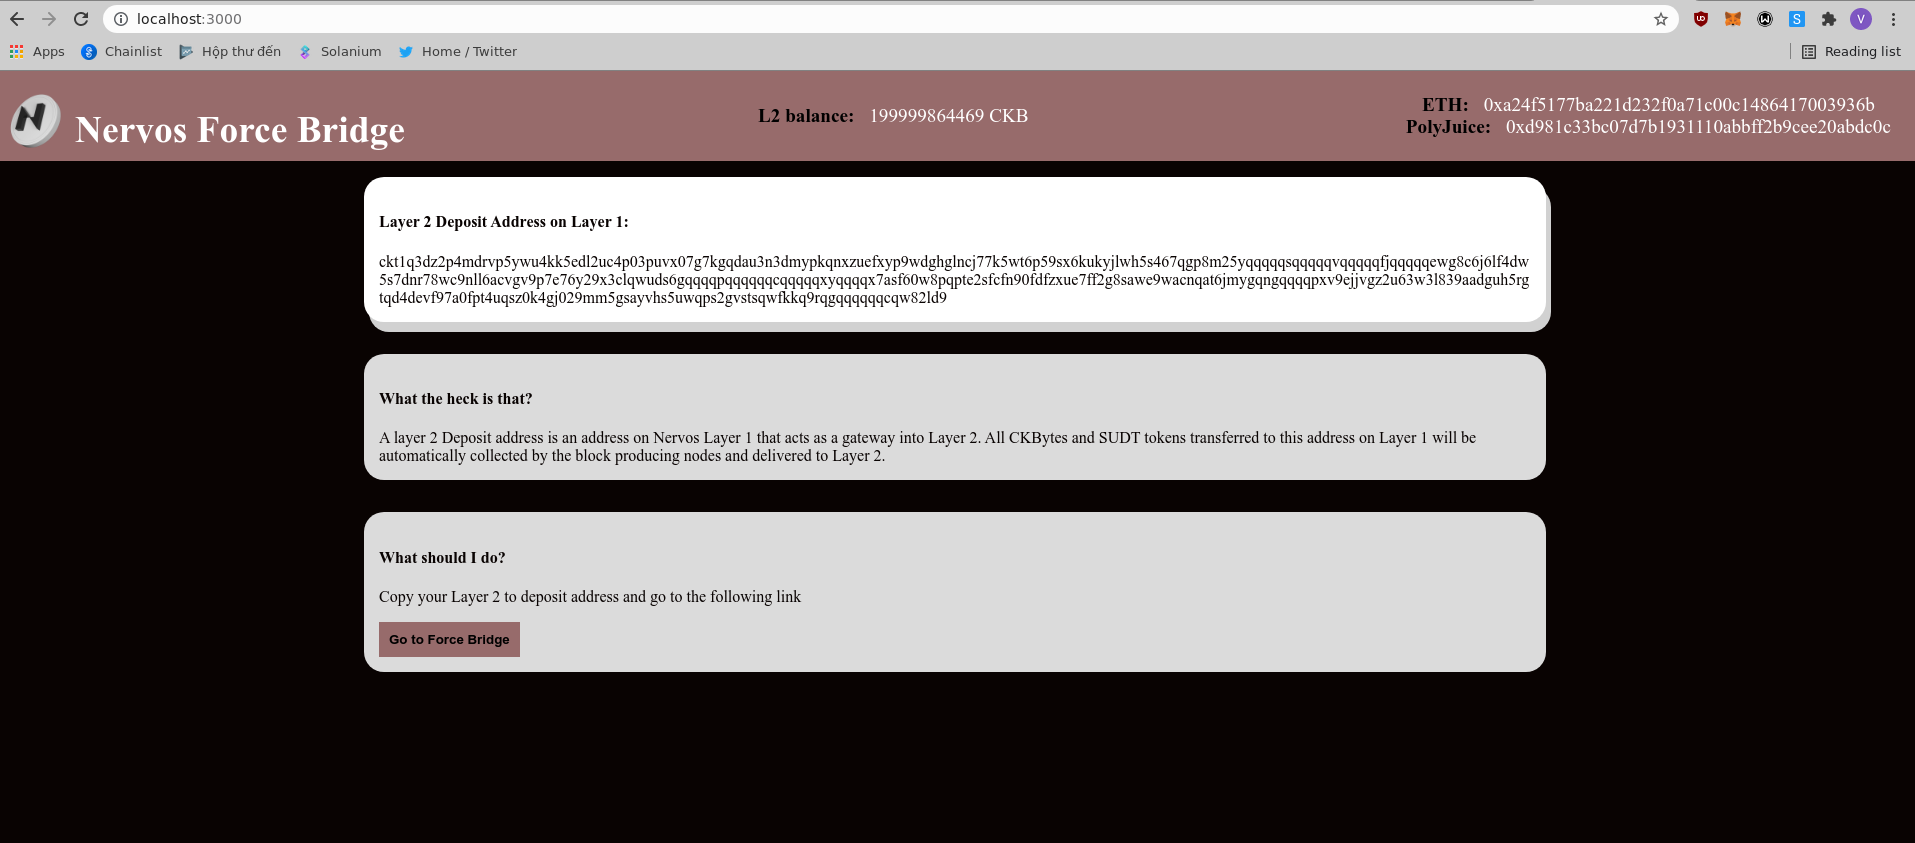 localhost:3000
Apps Chainlist Hộp thư đến Solanium Home / Twitter Reading list
Nervos Force Bridge
L2 balance: 199999864469 CKB
ETH: 0xa24f5177ba221d232f0a71c00c1486417003936b
PolyJuice: 0xd981c33bc07d7b1931110abbff2b9cee20abdc0c
Layer 2 Deposit Address on Layer 1:
ckt1q3dz2p4mdrvp5ywu4kk5edl2uc4p03puvx07g7kgqdau3n3dmypkqnxzuefxyp9wdghglncj77k5wt6p59sx6kukyjlwh5s467qgp8m25yqqqqqsqqqqqvqqqqqfjqqqqqewg8c6j6lf4dw
5s7dnr78wc9nll6acvgv9p7e76y29x3clqwuds6gqqqqpqqqqqqcqqqqqxyqqqqx7asf60w8pqpte2sfcfn90fdfzxue7ff2g8sawe9wacnqat6jmygqngqqqqpxv9ejjvgz2u63w3l839aadguh5rg
tqd4devf97a0fpt4uqsz0k4gj029mm5gsayvhs5uwqps2gvstsqwfkkq9rqgqqqqqqcqw82ld9
What the heck is that?
A layer 2 Deposit address is an address on Nervos Layer 1 that acts as a gateway into Layer 2. All CKBytes and SUDT tokens transferred to this address on Layer 1 will be
automatically collected by the block producing nodes and delivered to Layer 2.
What should I do?
Copy your Layer 2 to deposit address and go to the following link
Go to Force Bridge